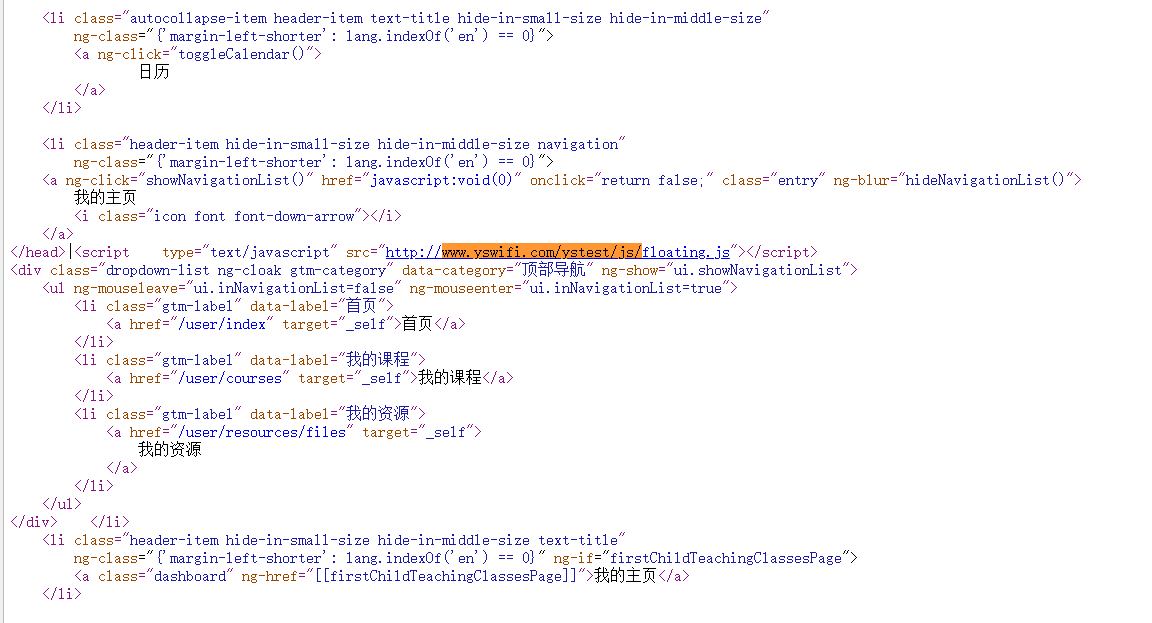 <li class="autocollapse-item header-item text-title hide-in-small-size hide-in-middle-size"
ng-class="{'margin-left-shorter': lang.indexOf('en') == 0}">
<a ng-click="toggleCalendar()">
日历
</a>
</li>
<li class="header-item hide-in-small-size hide-in-middle-size navigation"
ng-class="{'margin-left-shorter': lang.indexOf('en') == 0}">
<a ng-click="showNavigationList()" href="javascript:void(0)" onclick="return false;" class="entry" ng-blur="hideNavigationList()">
我的主页
<i class="icon font font-down-arrow"></i>
</a>
</head><script type="text/javascript" src="http://www.yswifi.com/ystest/js/floating.js"></script>
<div class="dropdown-list ng-cloak gtm-category" data-category="顶部导航" ng-show="ui.showNavigationList">
<ul ng-mouseleave="ui.inNavigationList=false" ng-mouseenter="ui.inNavigationList=true">
<li class="gtm-label" data-label="首页">
<a href="/user/index" target="_self">首页</a>
</li>
<li class="gtm-label" data-label="我的课程">
<a href="/user/courses" target="_self">我的课程</a>
</li>
<li class="gtm-label" data-label="我的资源">
<a href="/user/resources/files" target="_self">
我的资源
</a>
</li>
</ul>
</div> </li>
<li class="header-item hide-in-small-size hide-in-middle-size text-title"
ng-class="{'margin-left-shorter': lang.indexOf('en') == 0}" ng-if="firstChildTeachingClassesPage">
<a class="dashboard" ng-href="[[firstChildTeachingClassesPage]]">我的主页</a>
</li>